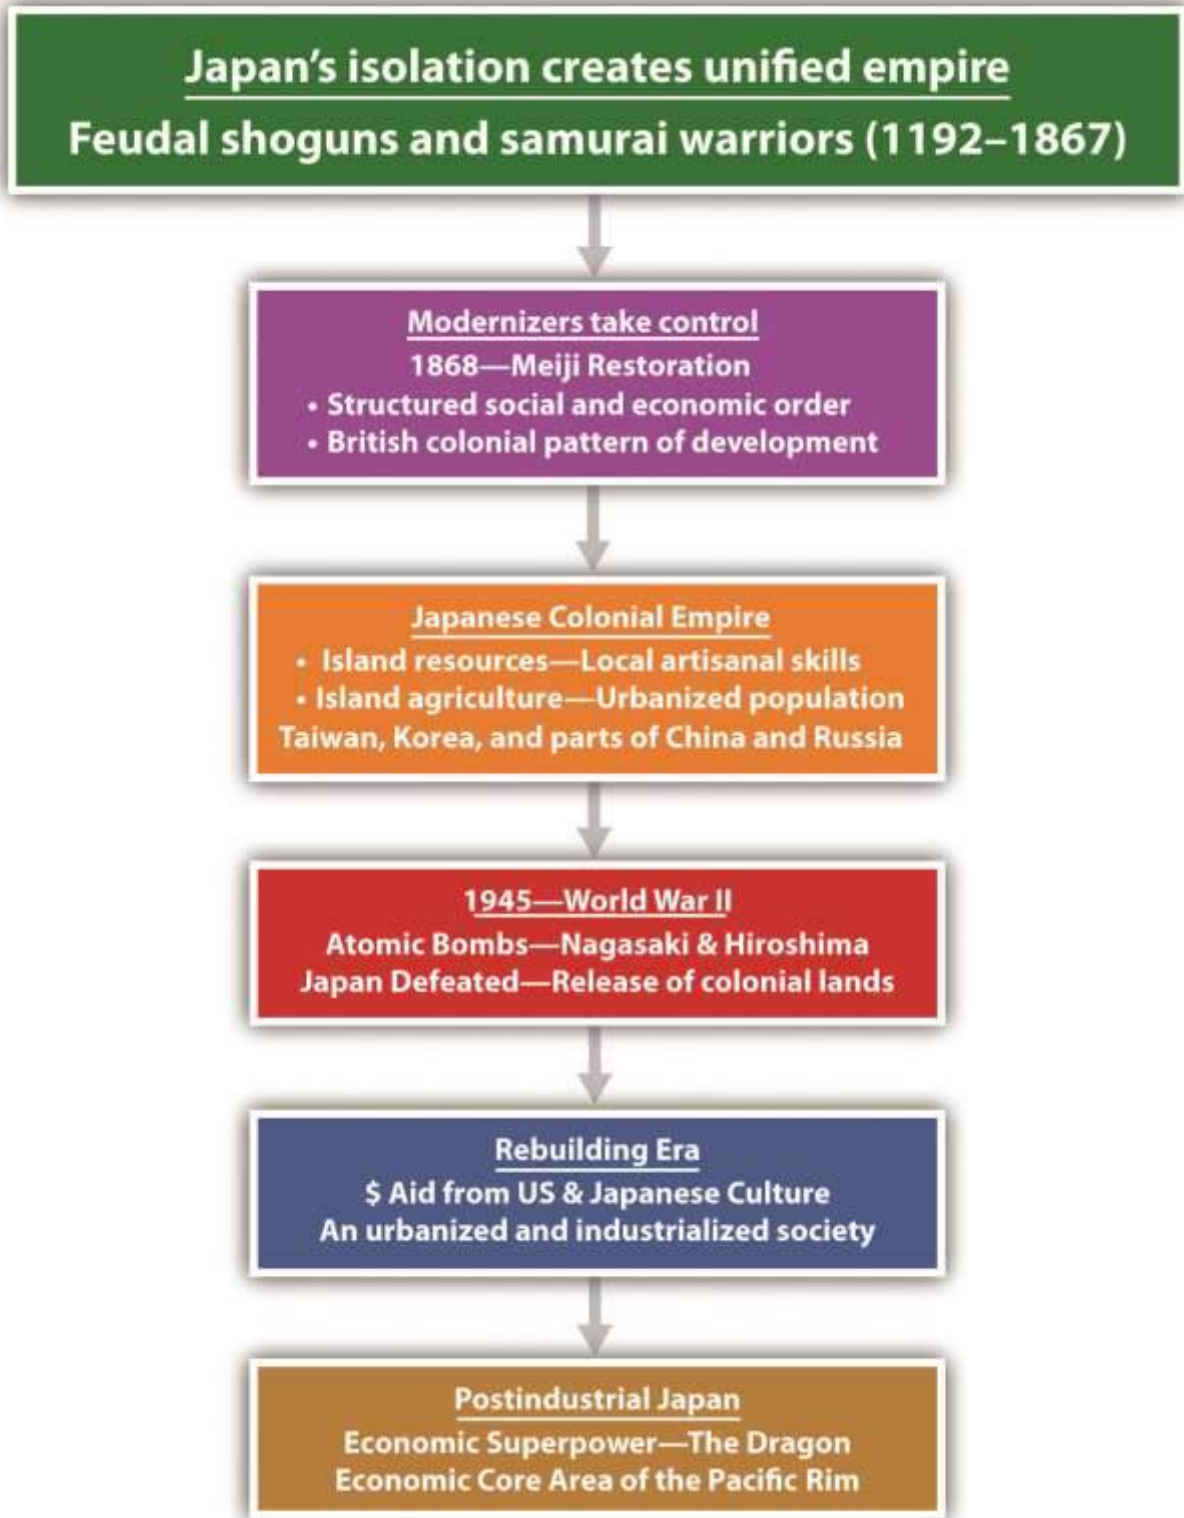 Japan's isolation creates unified empire
Feudal shoguns and samurai warriors (1192–1867)
Modernizers take control
1868—Meiji Restoration
• Structured social and economic order
• British colonial pattern of development
Japanese Colonial Empire
• Island resources—Local artisanal skills
• Island agriculture—Urbanized population
Taiwan, Korea, and parts of China and Russia
1945—World War II
Atomic Bombs—Nagasaki & Hiroshima
Japan Defeated—Release of colonial lands
Rebuilding Era
$ Aid from US & Japanese Culture
An urbanized and industrialized society
Postindustrial Japan
Economic Superpower—The Dragon
Economic Core Area of the Pacific Rim